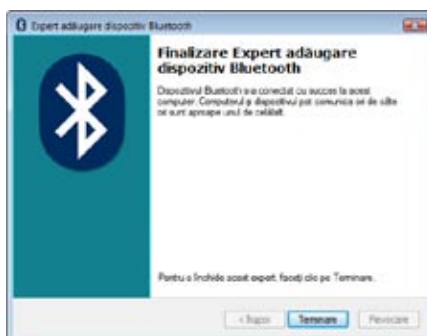 Expert adăugare dispozitiv Bluetooth
Finalizare Expert adăugare
dispozitiv Bluetooth
Dispozitivul Bluetooth s-a conectat cu succes la acest
computer. Computerul și dispozitivul pot comunica ori de câte
ori sunt aproape unul de celălalt.
Pentru a închide acest expert, faceți clic pe Terminare.
< Înapoi Terminare Revocare